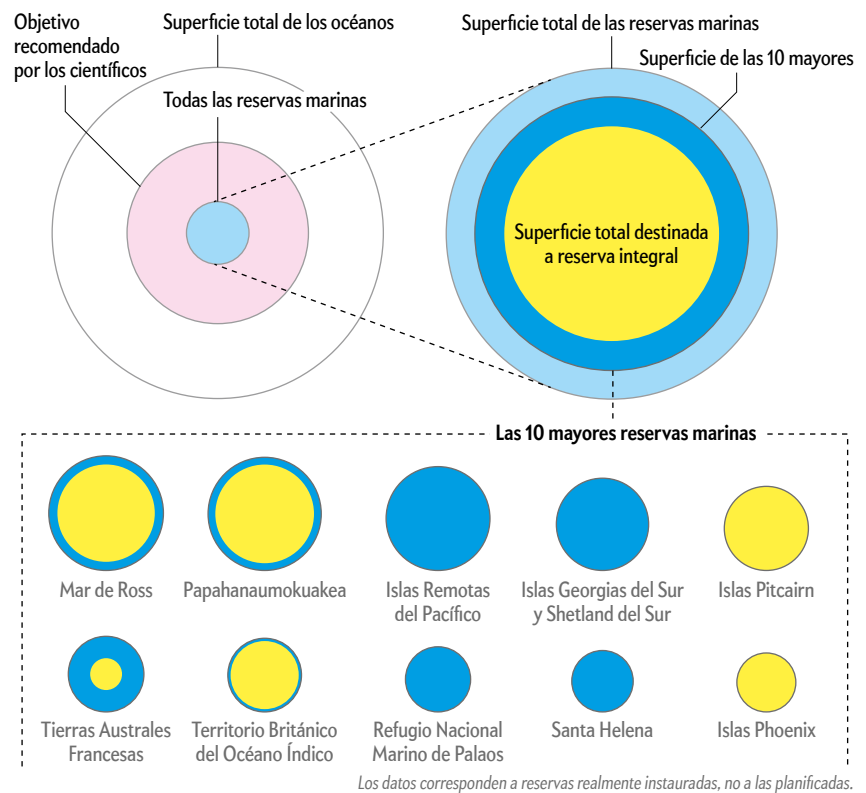 Objetivo
recomendado
por los científicos
Superficie total de los océanos
Todas las reservas marinas
Superficie total de las reservas marinas
Superficie de las 10 mayores
Superficie total destinada
a reserva integral
Las 10 mayores reservas marinas
Mar de Ross
Papahanaumokuakea
Islas Remotas
del Pacífico
Islas Georgias del Sur
y Shetland del Sur
Islas Pitcairn
Tierras Australes
Francesas
Territorio Británico
del Océano Índico
Refugio Nacional
Marino de Palaos
Santa Helena
Islas Phoenix
Los datos corresponden a reservas realmente instauradas, no a las planificadas.